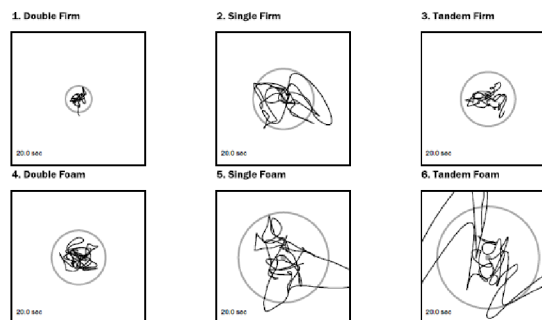 1. Double Firm
2. Single Firm
3. Tandem Firm
20.0 sec
20.0 sec
20.0 sec
4. Double Foam
5. Single Foam
6. Tandem Foam
20.0 sec
20.0 sec
20.0 sec